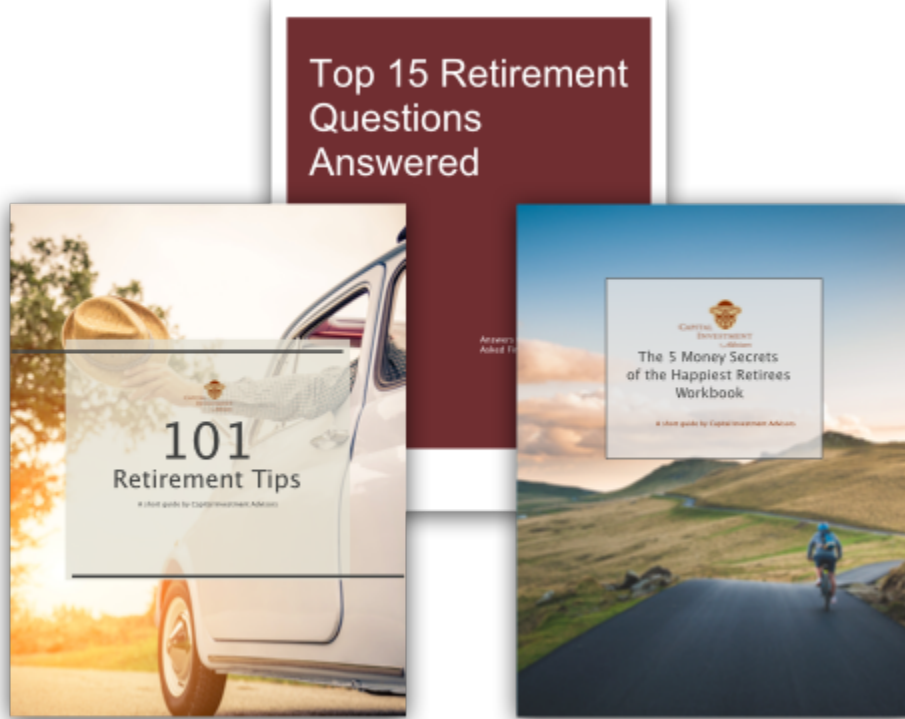 Top 15 Retirement
Questions
Answered
Answers
Asked
101
Retirement Tips
A short guide by Capital Investment Advisors
CAPITAL
INVESTMENT
Advisors
The 5 Money Secrets
of the Happiest Retirees
Workbook
A short guide by Capital Investment Advisors